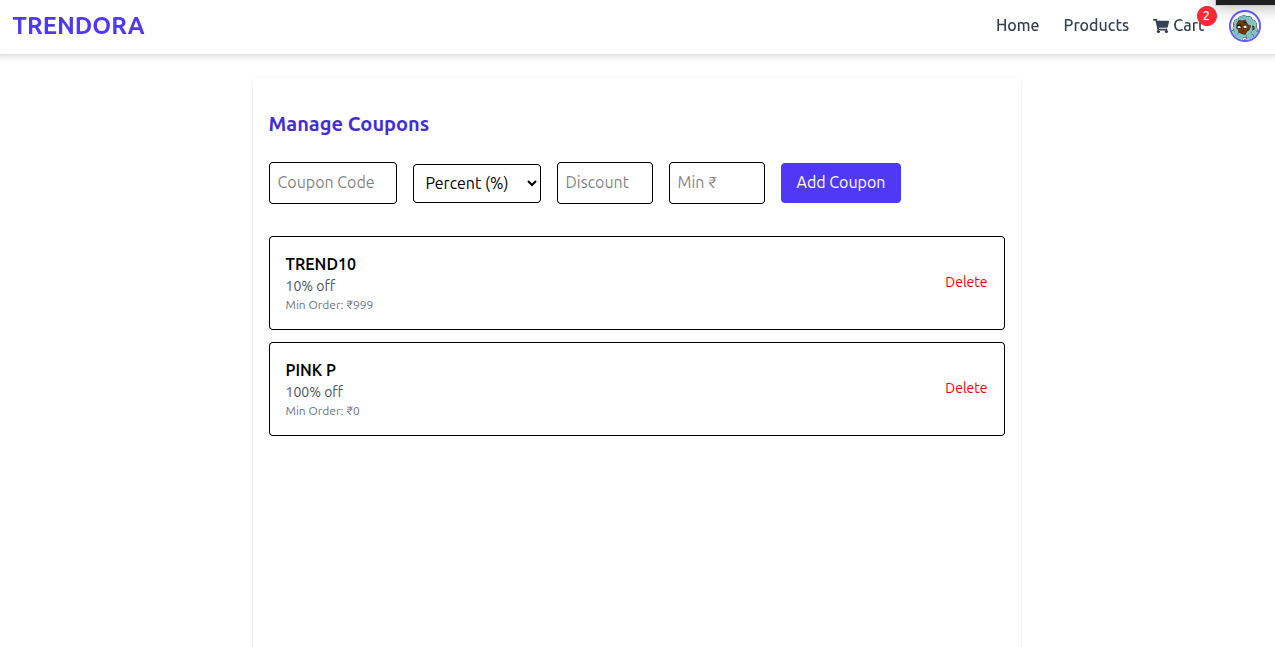 TRENDORA
Home Products Cart 2
Manage Coupons
Coupon Code Percent (%) Discount Min ₹ Add Coupon
TREND10
10% off
Min Order: ₹999
Delete
PINK P
100% off
Min Order: ₹0
Delete